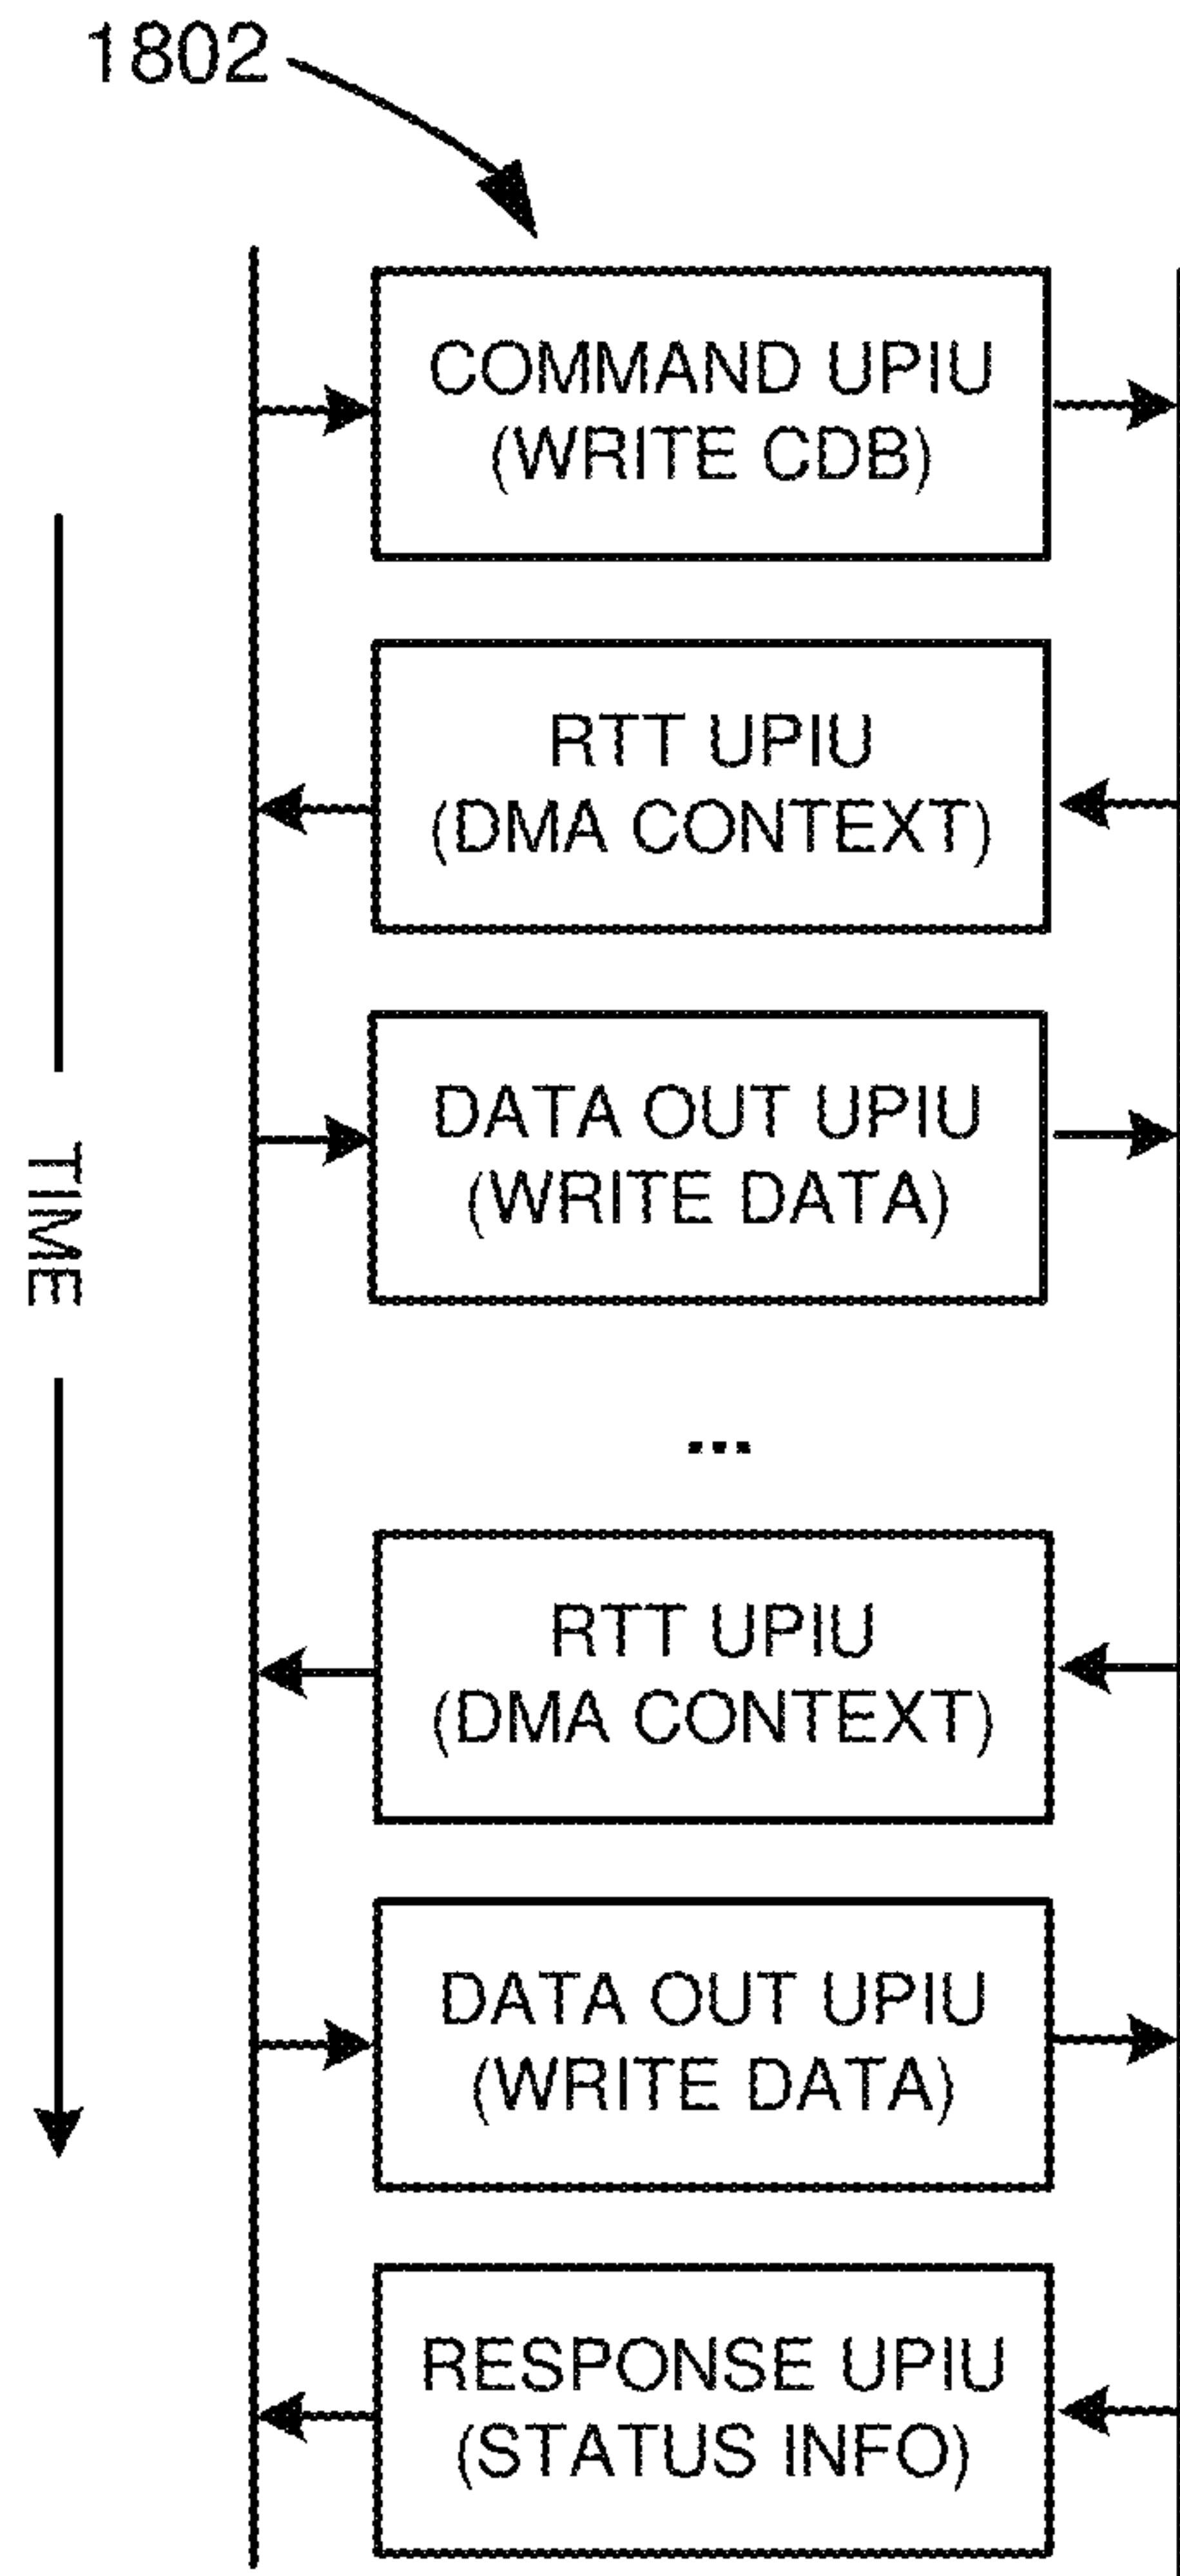 1802
COMMAND UPIU
(WRITE CDB)
RTT UPIU
(DMA CONTEXT)
DATA OUT UPIU
(WRITE DATA)
TIME
...
RTT UPIU
(DMA CONTEXT)
DATA OUT UPIU
(WRITE DATA)
RESPONSE UPIU
(STATUS INFO)